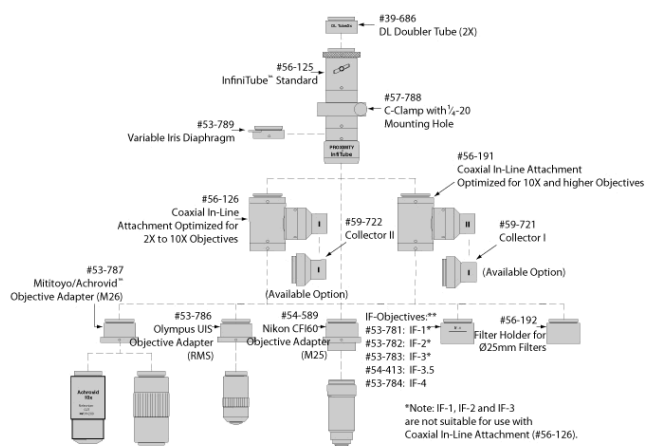 #39-686
DL Doubler Tube (2X)
DL Tubelix
#56-125
InfiniTube™ Standard
#57-788
C-Clamp with ¼-20
Mounting Hole
#53-789
Variable Iris Diaphragm
PROXIMITY
InfiTube
#56-191
Coaxial In-Line Attachment
Optimized for 10X and higher Objectives
#56-126
Coaxial In-Line
Attachment Optimized for
2X to 10X Objectives
I
II
#59-722
Collector II
#59-721
Collector I
I
I
(Available Option)
(Available Option)
#53-787
Mititoyo/Achrovid™
Objective Adapter (M26)
#53-786
Olympus UIS
Objective Adapter
(RMS)
#54-589
Nikon CFI60
Objective Adapter
(M25)
IF-Objectives:**
#53-781: IF-1*
#53-782: IF-2*
#53-783: IF-3*
#54-413: IF-3.5
#53-784: IF-4
#56-192
Filter Holder for
Ø25mm Filters
*Note: IF-1, IF-2 and IF-3
are not suitable for use with
Coaxial In-Line Attachment (#56-126).